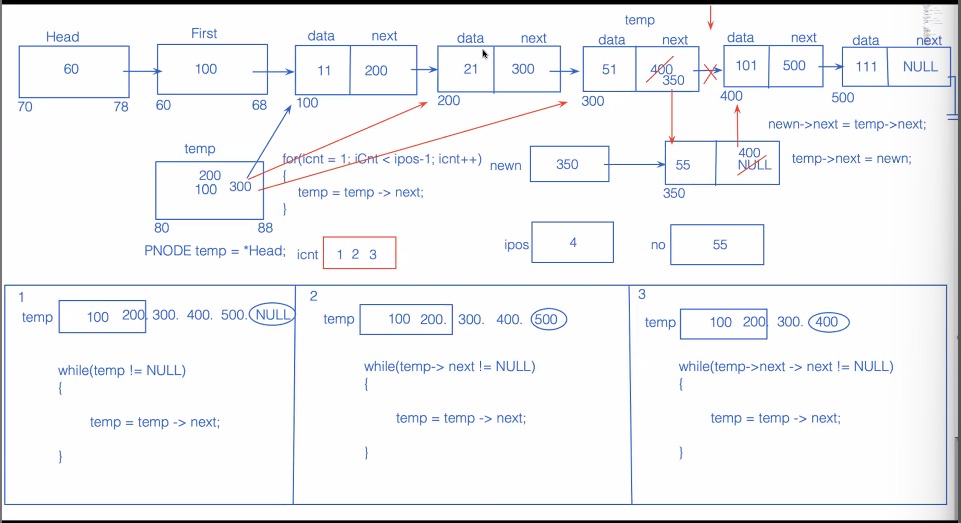 temp
Head First data next data next data next data next data next
60 100 11 200 21 300 51 400 350 101 500 111 NULL
70 78 60 68 100 200 300 400 500
newn->next = temp->next;
temp
for(icnt = 1; iCnt < ipos-1; icnt++)
200
100 300
{
temp = temp -> next;
}
80 88
newn 350 55 400 NULL
350
temp->next = newn;
PNODE temp = *Head; icnt 1 2 3
ipos 4 no 55
1
temp 100 200. 300. 400. 500. NULL
while(temp != NULL)
{
temp = temp -> next;
}
2
temp 100 200. 300. 400. 500
while(temp-> next != NULL)
{
temp = temp -> next;
}
3
temp 100 200. 300. 400
while(temp->next -> next != NULL)
{
temp = temp -> next;
}